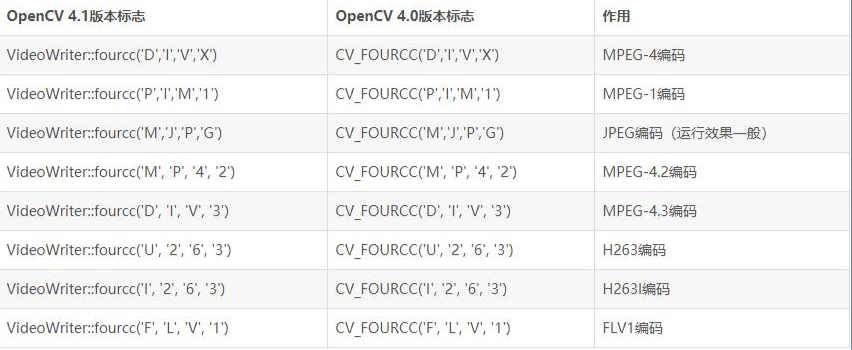 OpenCV 4.1版本标志 OpenCV 4.0版本标志 作用
VideoWriter::fourcc('D','I','V','X') CV_FOURCC('D','I','V','X') MPEG-4编码
VideoWriter::fourcc('P','I','M','1') CV_FOURCC('P','I','M','1') MPEG-1编码
VideoWriter::fourcc('M','J','P','G') CV_FOURCC('M','J','P','G') JPEG编码（运行效果一般）
VideoWriter::fourcc('M', 'P', '4', '2') CV_FOURCC('M', 'P', '4', '2') MPEG-4.2编码
VideoWriter::fourcc('D', 'I', 'V', '3') CV_FOURCC('D', 'I', 'V', '3') MPEG-4.3编码
VideoWriter::fourcc('U', '2', '6', '3') CV_FOURCC('U', '2', '6', '3') H263编码
VideoWriter::fourcc('I', '2', '6', '3') CV_FOURCC('I', '2', '6', '3') H263I编码
VideoWriter::fourcc('F', 'L', 'V', '1') CV_FOURCC('F', 'L', 'V', '1') FLV1编码